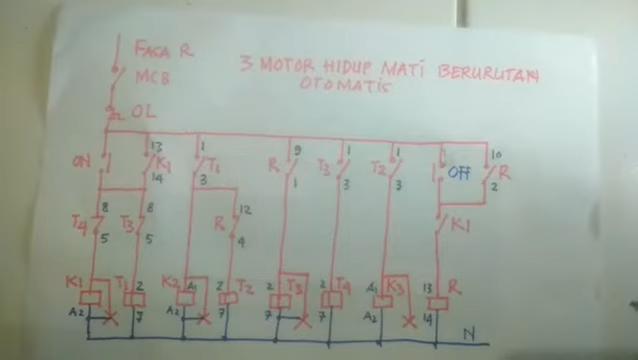 FASA R
MCB
OL
3 MOTOR HIDUP MATI BERURUTAN
OTOMATIS
ON
13
K1
14
1
T1
3
9
R
1
1
T3
3
1
T2
3
1
OFF
10
R
2
T4
8
5
T3
8
5
12
R
4
K1
K1
A2
T1
2
7
K2
A1
A2
2
T2
7
2
T3
7
2
T4
7
A1
K3
A2
13
R
14
N